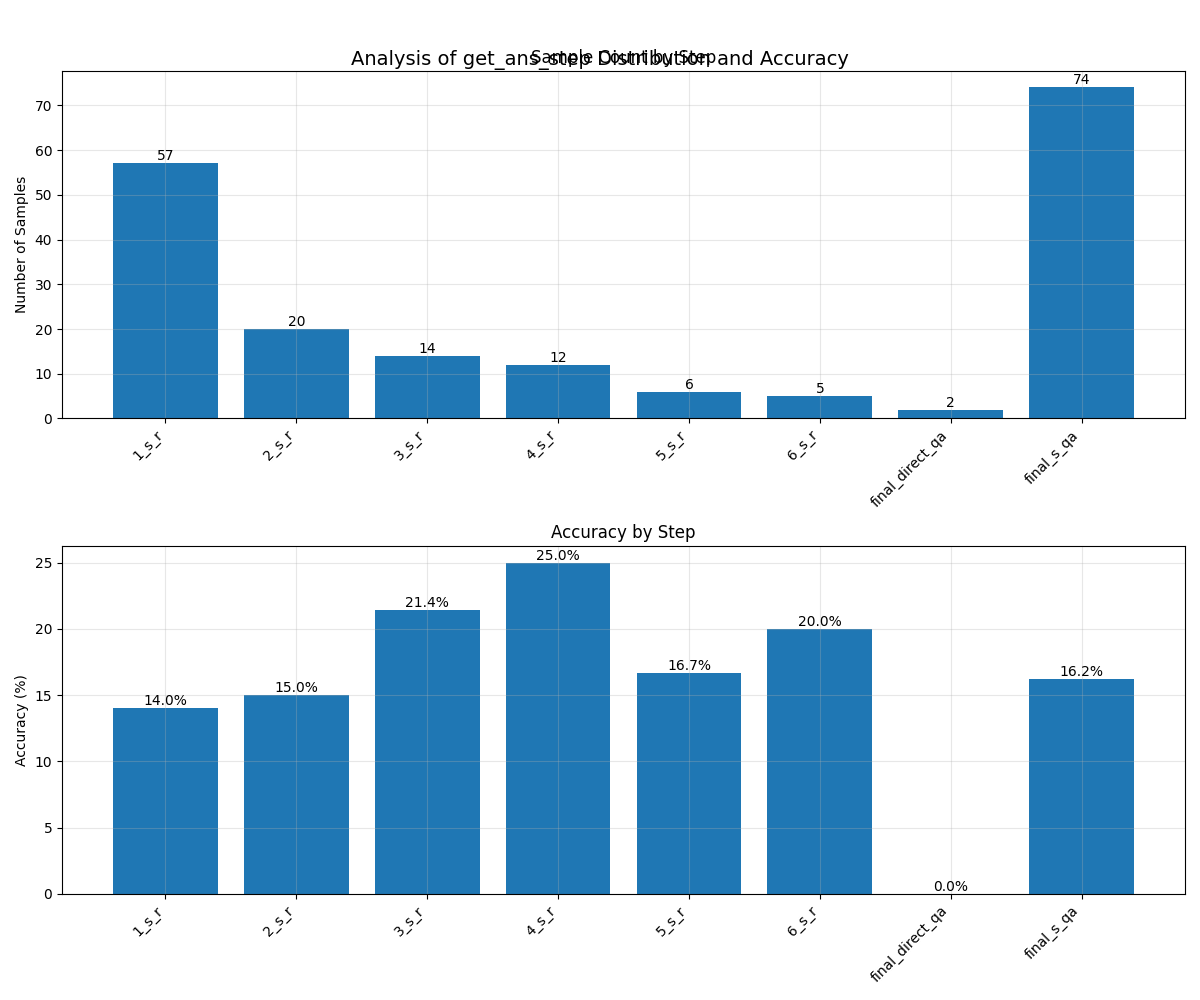 Analysis of get_ans_step Distribution and Accuracy
Sample Count by Step
Number of Samples
70
60
50
40
30
20
10
0
57
20
14
12
6
5
2
74
1_s_r
2_s_r
3_s_r
4_s_r
5_s_r
6_s_r
final_direct_qa
final_s_qa
Accuracy by Step
Accuracy (%)
25
20
15
10
5
0
14.0%
15.0%
21.4%
25.0%
16.7%
20.0%
0.0%
16.2%
1_s_r
2_s_r
3_s_r
4_s_r
5_s_r
6_s_r
final_direct_qa
final_s_qa